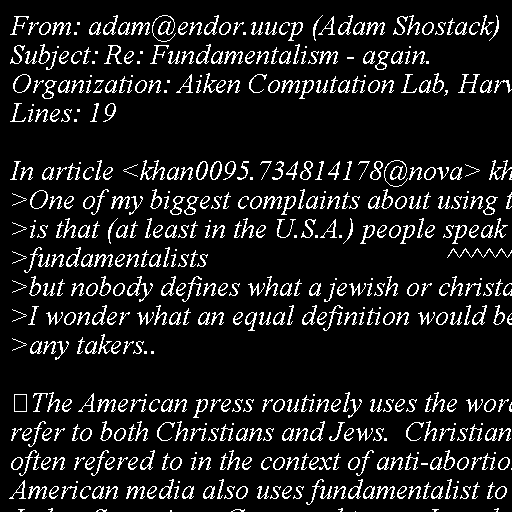 From: adam@endor.uucp (Adam Shostack)
Subject: Re: Fundamentalism - again.
Organization: Aiken Computation Lab, Harv
Lines: 19

In article <khan0095.734814178@nova> kh
>One of my biggest complaints about using t
>is that (at least in the U.S.A.) people speak
>fundamentalists ^^^^^^
>but nobody defines what a jewish or christa
>I wonder what an equal definition would be
>any takers..

The American press routinely uses the word
refer to both Christians and Jews.  Christian
often refered to in the context of anti-abortio
American media also uses fundamentalist to